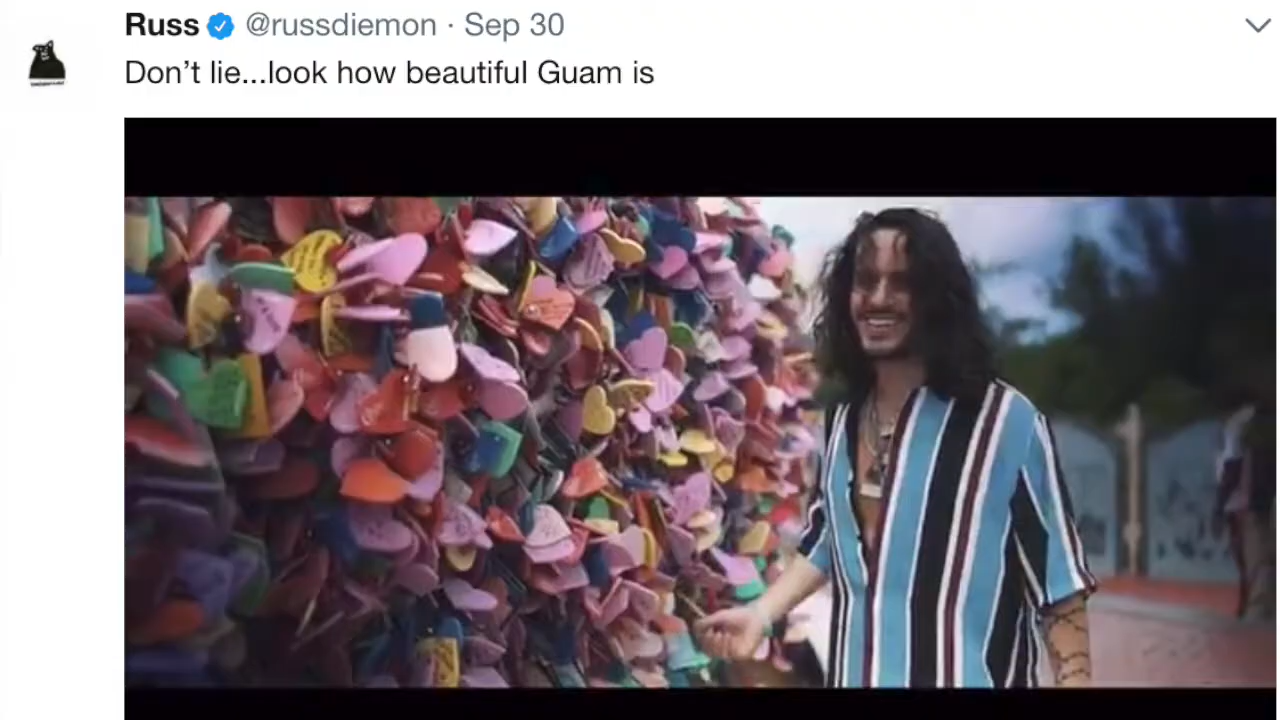 Russ @russdiemon · Sep 30
Don’t lie...look how beautiful Guam is